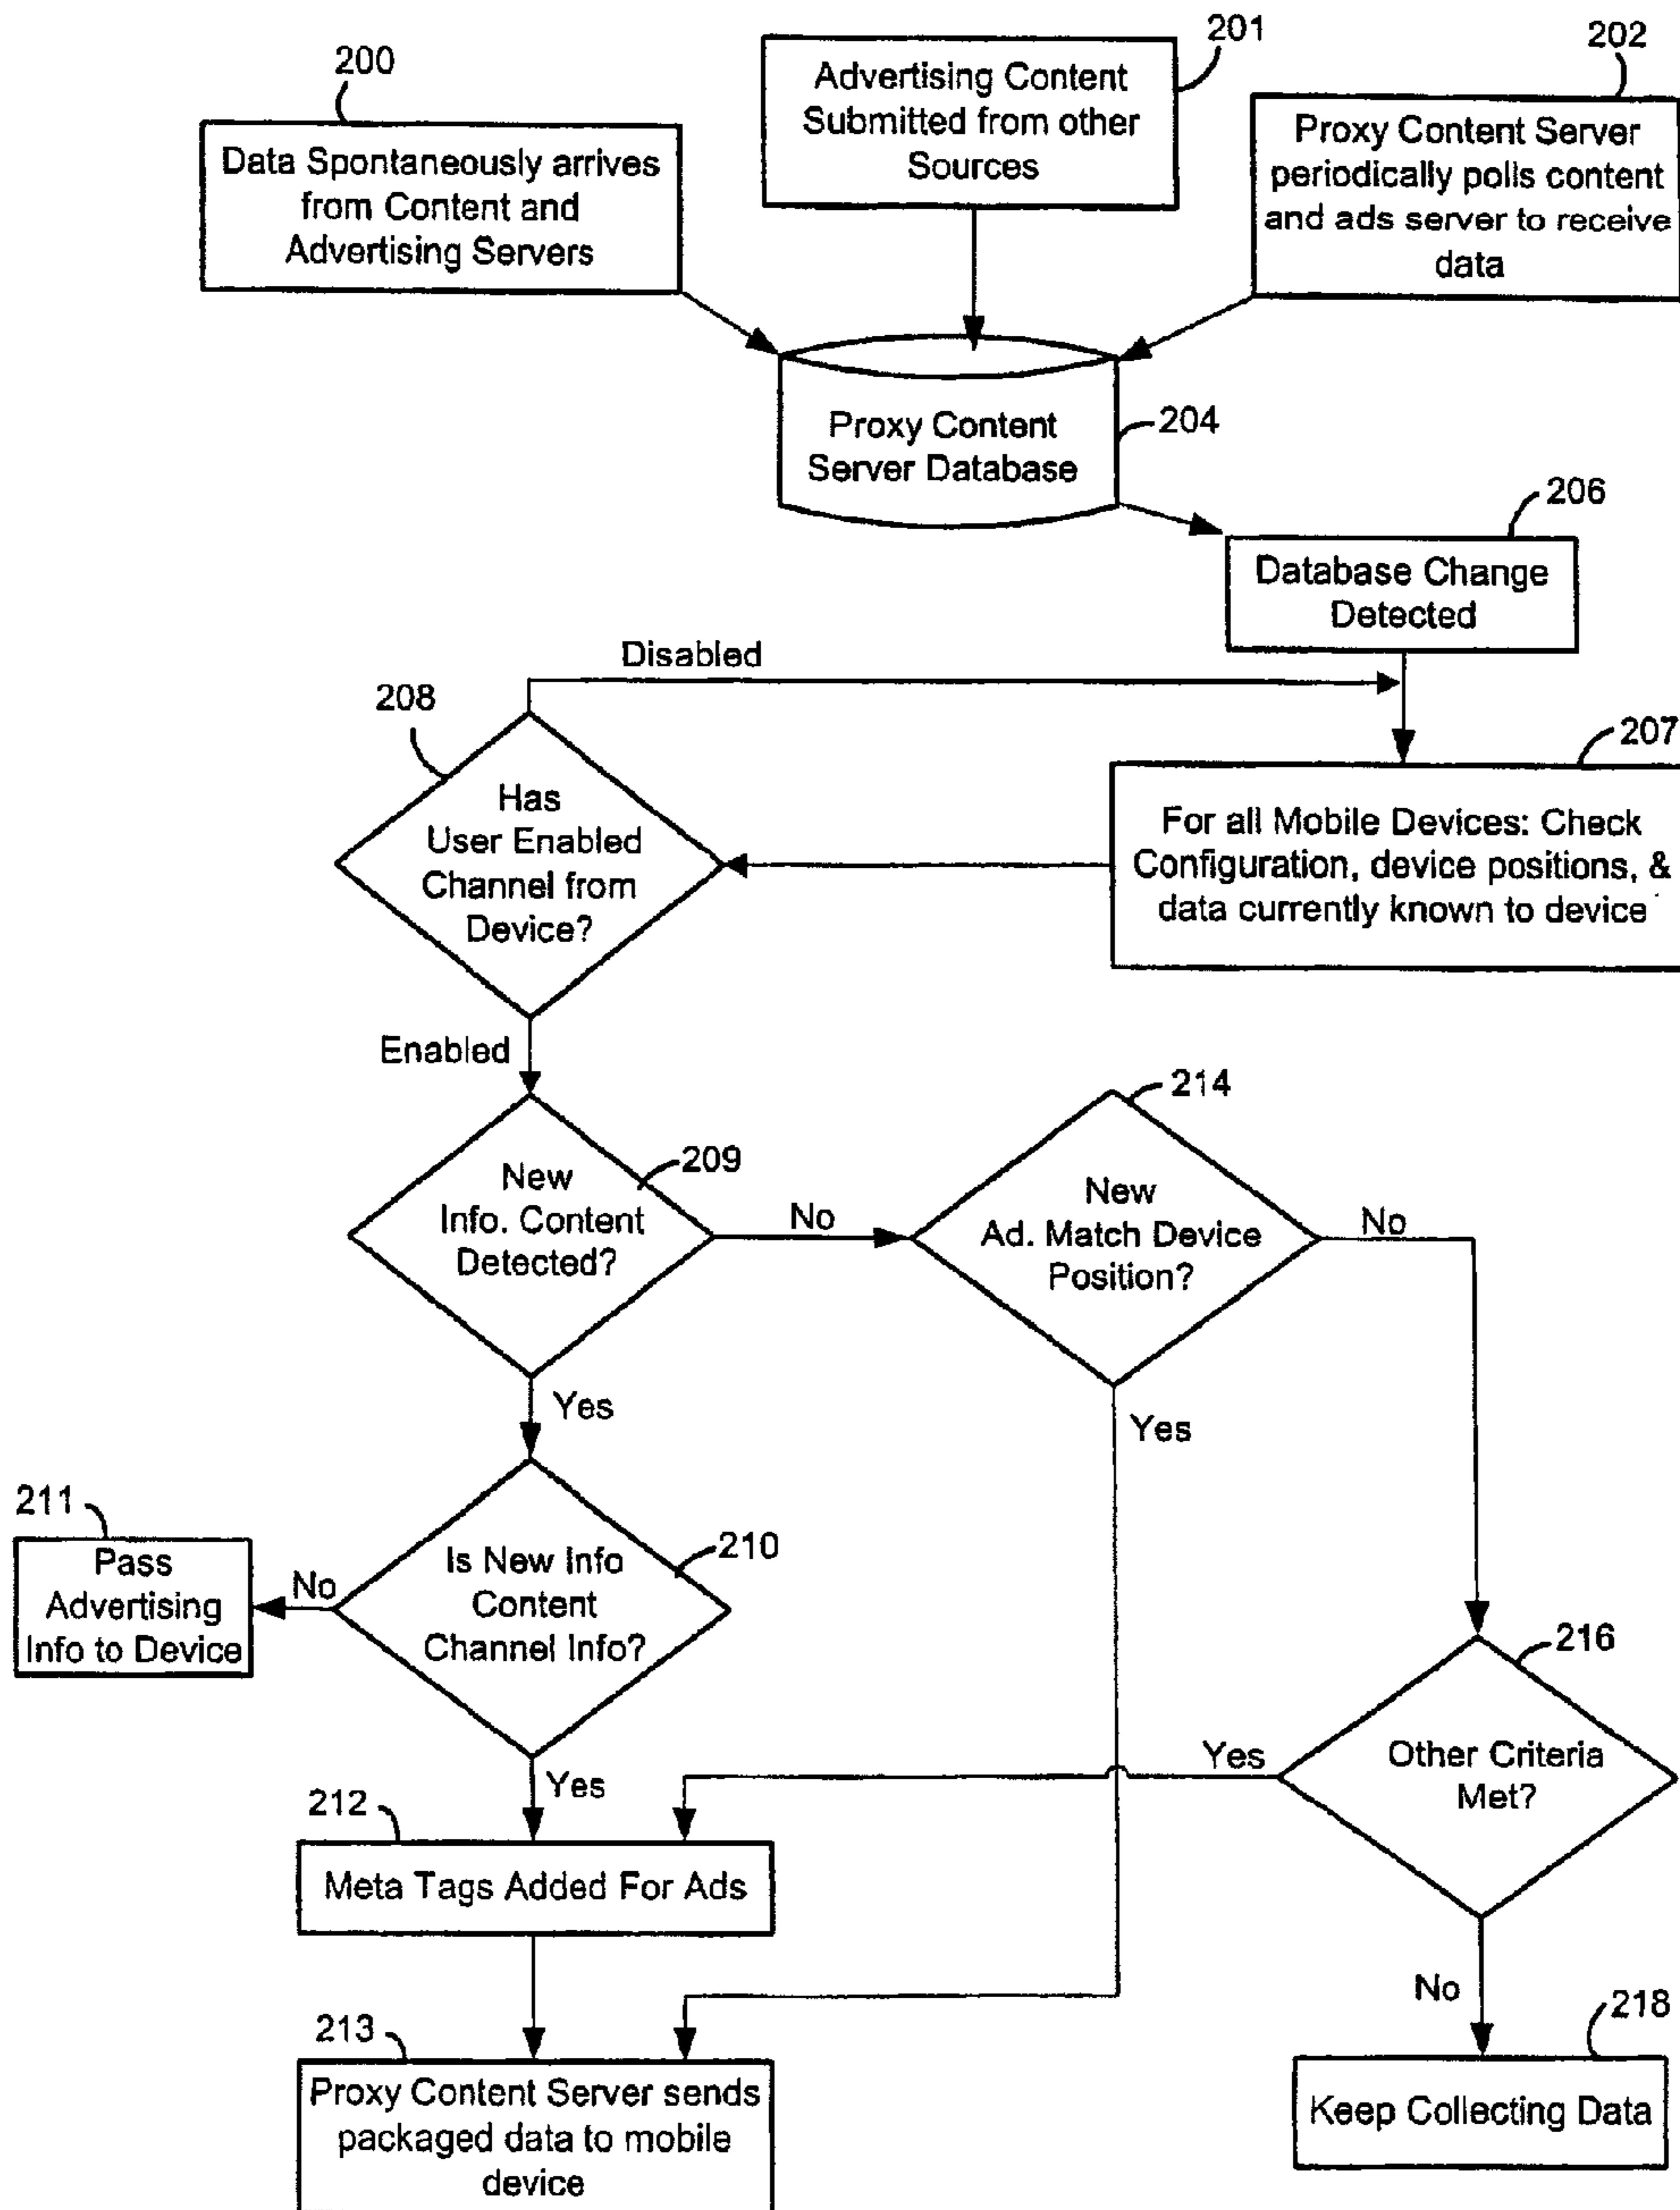 200
Data Spontaneously arrives
from Content and
Advertising Servers
201
Advertising Content
Submitted from other
Sources
202
Proxy Content Server
periodically polls content
and ads server to receive
data
Proxy Content
Server Database
204
206
Database Change
Detected
Disabled
208
Has
User Enabled
Channel from
Device?
207
For all Mobile Devices: Check
Configuration, device positions, &
data currently known to device
Enabled
209
New
Info. Content
Detected?
No
214
New
Ad. Match Device
Position?
No
Yes
Yes
211
Pass
Advertising
Info to Device
No
210
Is New Info
Content
Channel Info?
216
Other Criteria
Met?
Yes
Yes
212
Meta Tags Added For Ads
No
213
Proxy Content Server sends
packaged data to mobile
device
218
Keep Collecting Data